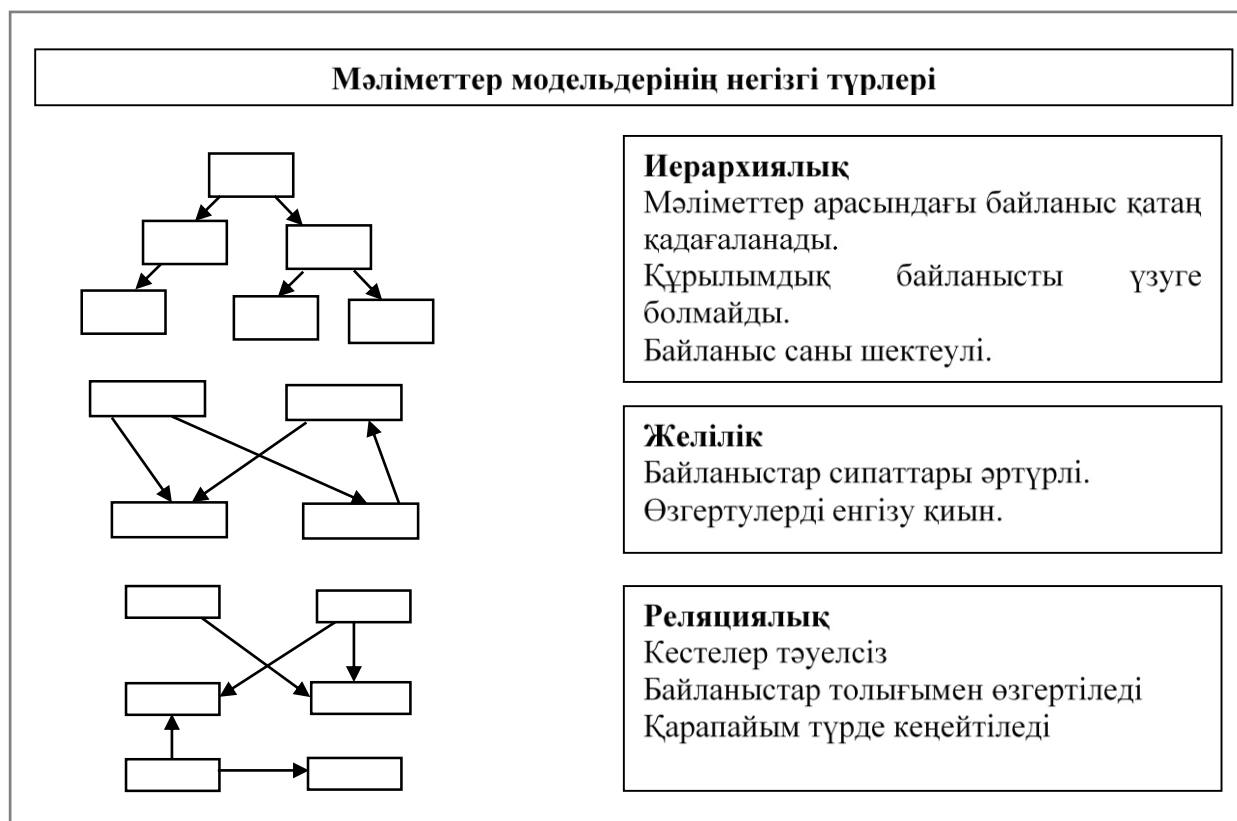 Мәліметтер модельдерінің негізгі түрлері
Иерархиялық
Мәліметтер арасындағы байланыс қатаң
қадағаланады.
Құрылымдық байланысты үзуге
болмайды.
Байланыс саны шектеулі.
Желілік
Байланыстар сипаттары әртүрлі.
Өзгертулерді енгізу қиын.
Реляциялық
Кестелер тәуелсіз
Байланыстар толығымен өзгертіледі
Қарапайым түрде кеңейтіледі